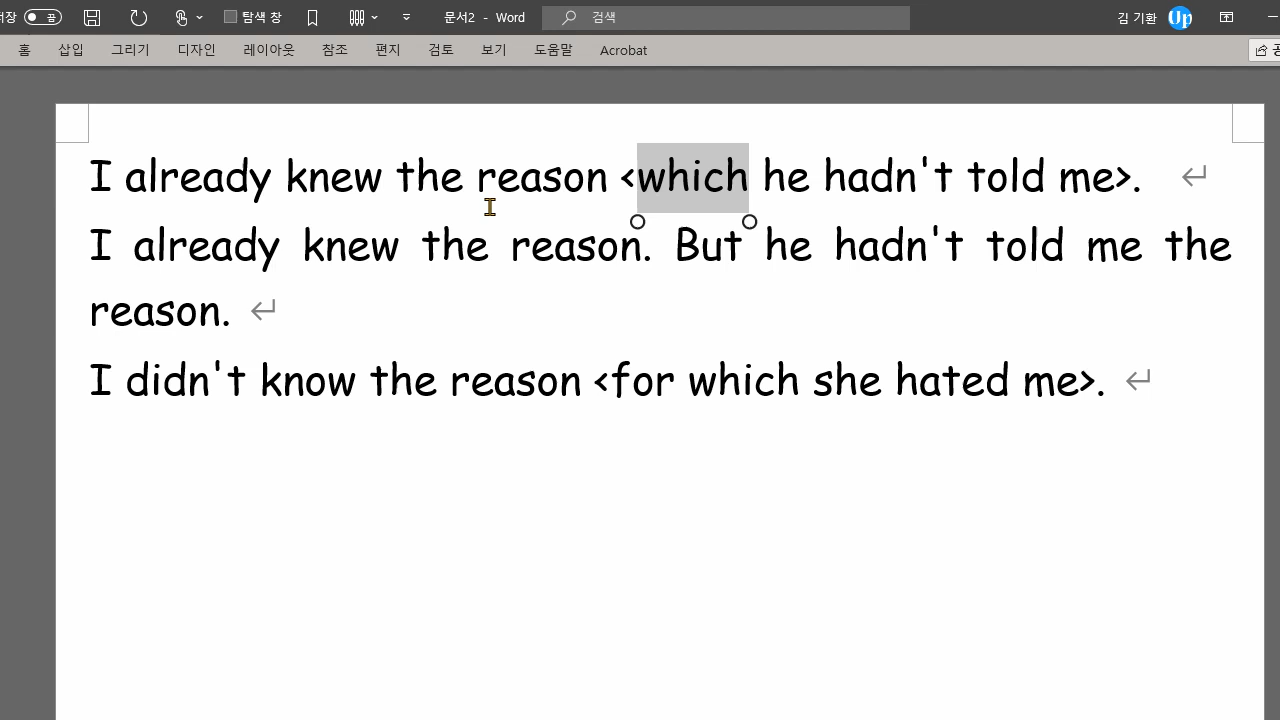 저장 끔 탐색 창 문서2 - Word 검색 김 기환 Up
홈 삽입 그리기 디자인 레이아웃 참조 편지 검토 보기 도움말 Acrobat
I already knew the reason <which he hadn't told me>.
I already knew the reason. But he hadn't told me the
reason.
I didn't know the reason <for which she hated me>.